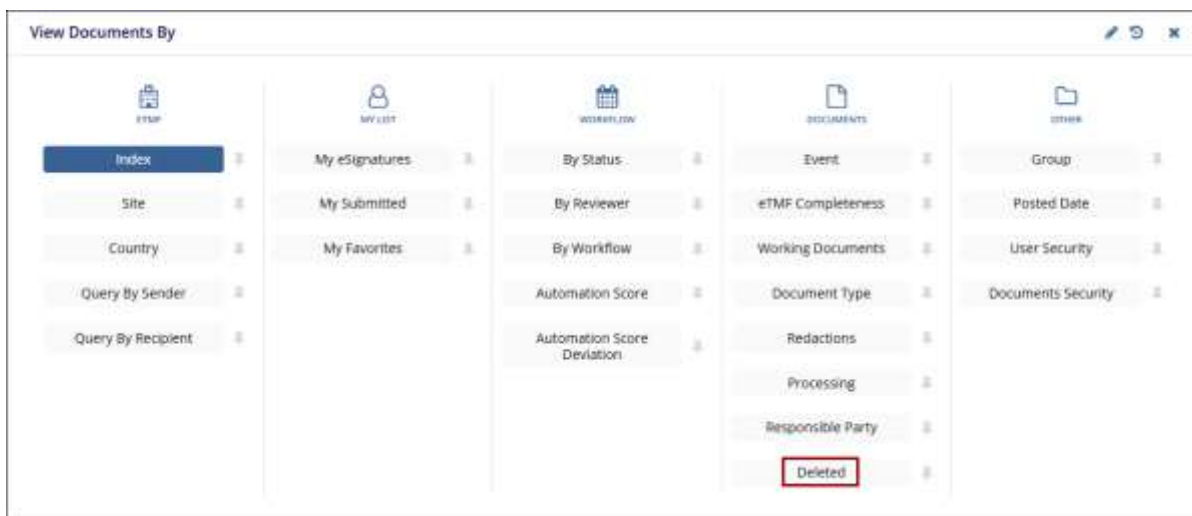 View Documents By
ETMF
Index
Site
Country
Query By Sender
Query By Recipient
MY LIST
My eSignatures
My Submitted
My Favorites
WORKFLOW
By Status
By Reviewer
By Workflow
Automation Score
Automation Score
Deviation
DOCUMENTS
Event
eTMF Completeness
Working Documents
Document Type
Redactions
Processing
Responsible Party
Deleted
OTHER
Group
Posted Date
User Security
Documents Security